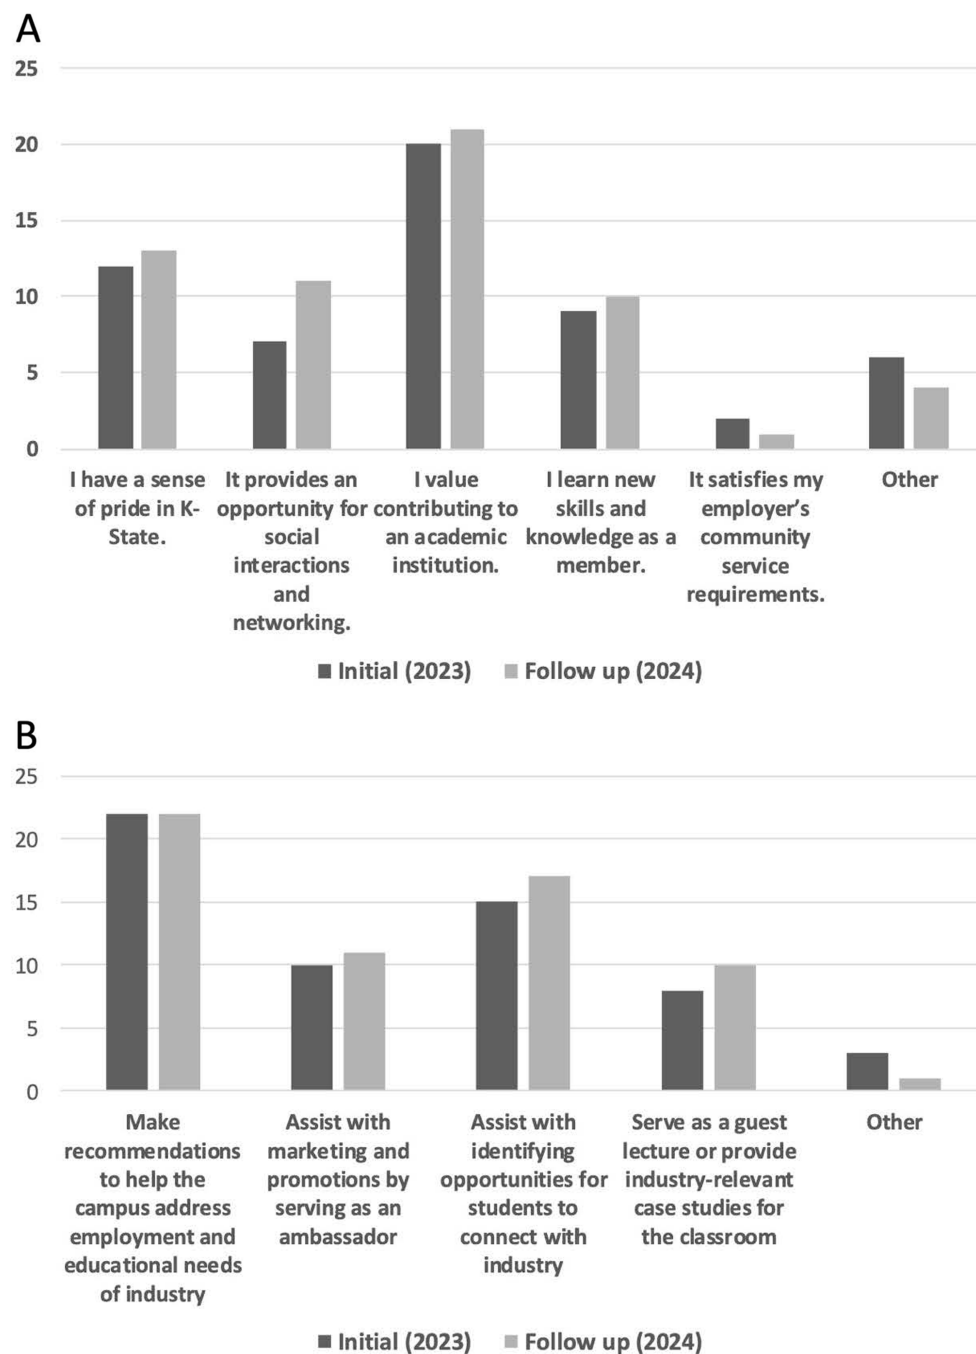 A
25
20
15
10
5
0
I have a sense
of pride in K-
State.
It provides an
opportunity for
social
interactions
and
networking.
I value
contributing to
an academic
institution.
I learn new
skills and
knowledge as a
member.
It satisfies my
employer’s
community
service
requirements.
Other
Initial (2023)
Follow up (2024)
B
25
20
15
10
5
0
Make
recommendations
to help the
campus address
employment and
educational needs
of industry
Assist with
marketing and
promotions by
serving as an
ambassador
Assist with
identifying
opportunities for
students to
connect with
industry
Serve as a guest
lecture or provide
industry-relevant
case studies for
the classroom
Other
Initial (2023)
Follow up (2024)